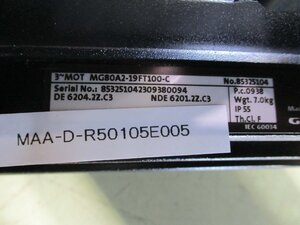 3~MOT MG80A2-19FT100-C No.85325104
Serial No.: 853251042309380094 P.c.0938
DE 6204.2Z.C3 NDE 6201.2Z.C3 Wgt. 7.0kg
IP 55
Th.Cl. F
IEC 60034
MAA-D-R50105E005